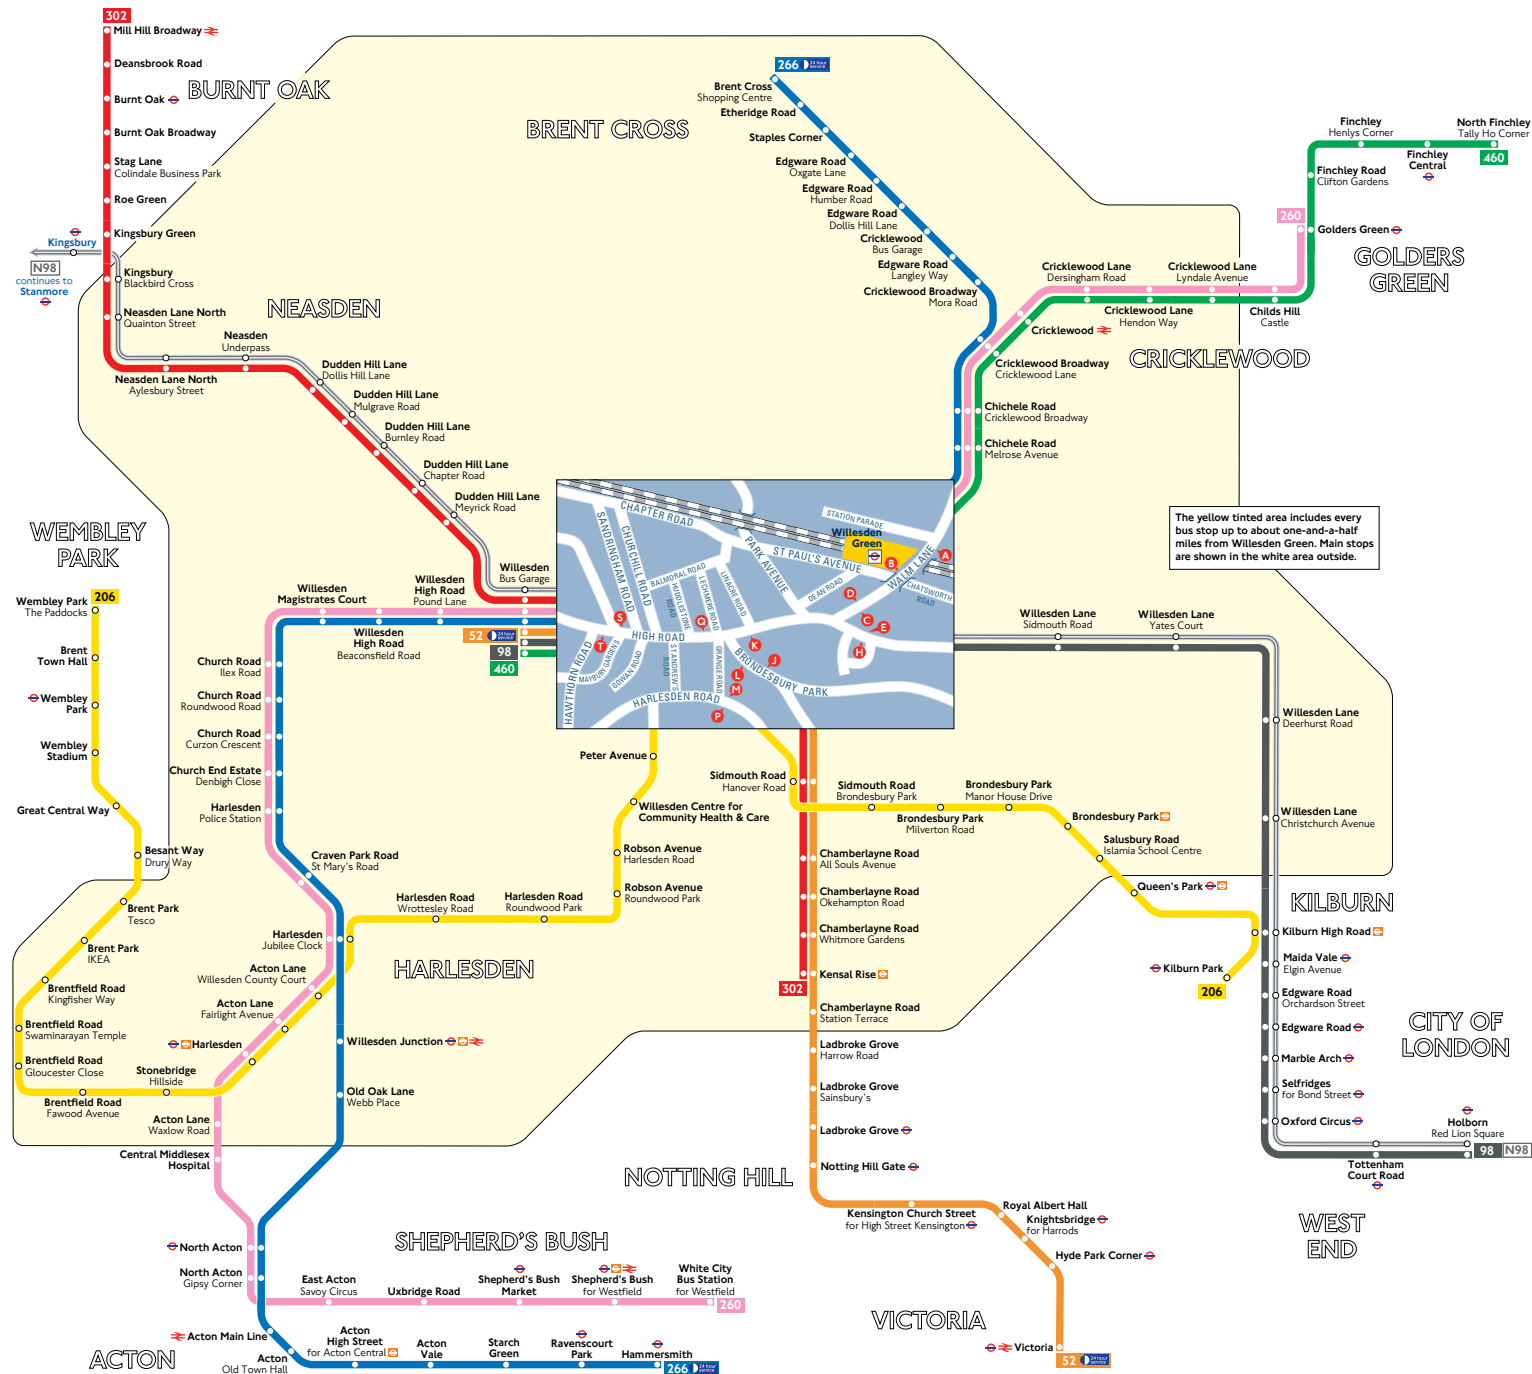 302
Mill Hill Broadway
Deansbrook Road
BURNT OAK
Burnt Oak
Burnt Oak Broadway
Stag Lane
Colindale Business Park
Roe Green
Kingsbury Green
Kingsbury
N98
continues to
Stanmore
Kingsbury
Blackbird Cross
Neasden Lane North
Quainton Street
NEASDEN
Neasden
Underpass
Neasden Lane North
Aylesbury Street
Dudden Hill Lane
Dollis Hill Lane
Dudden Hill Lane
Mulgrave Road
Dudden Hill Lane
Burnley Road
Dudden Hill Lane
Chapter Road
Dudden Hill Lane
Meyrick Road
Willesden
Bus Garage
BRENT CROSS
266
24 hour
service
Brent Cross
Shopping Centre
Etheridge Road
Staples Corner
Edgware Road
Oxgate Lane
Edgware Road
Humber Road
Edgware Road
Dollis Hill Lane
Cricklewood
Bus Garage
Edgware Road
Langley Way
Cricklewood Broadway
Mora Road
Finchley
Henlys Corner
North Finchley
Tally Ho Corner
460
Finchley
Central
Finchley Road
Clifton Gardens
260
Golders Green
GOLDERS
GREEN
Cricklewood Lane
Dersingham Road
Cricklewood Lane
Lyndale Avenue
Cricklewood Lane
Hendon Way
Childs Hill
Castle
Cricklewood
CRICKLEWOOD
Cricklewood Broadway
Cricklewood Lane
Chichele Road
Cricklewood Broadway
Chichele Road
Melrose Avenue
The yellow tinted area includes every
bus stop up to about one-and-a-half
miles from Willesden Green. Main stops
are shown in the white area outside.
WEMBLEY
PARK
206
Wembley Park
The Paddocks
Brent
Town Hall
Wembley
Park
Wembley
Stadium
Great Central Way
Besant Way
Drury Way
Brent Park
Tesco
Brent Park
IKEA
Brentfield Road
Kingfisher Way
Brentfield Road
Swaminarayan Temple
Brentfield Road
Gloucester Close
Brentfield Road
Fawood Avenue
Stonebridge
Hillside
Willesden
Magistrates Court
Willesden
High Road
Pound Lane
Willesden
High Road
Beaconsfield Road
52
24 hour
service
98
460
Church Road
Ilex Road
Church Road
Roundwood Road
Church Road
Curzon Crescent
Church End Estate
Denbigh Close
Harlesden
Police Station
Craven Park Road
St Mary's Road
Harlesden
Jubilee Clock
Acton Lane
Willesden County Court
Acton Lane
Fairlight Avenue
Harlesden
Acton Lane
Waxlow Road
Central Middlesex
Hospital
Willesden Junction
Old Oak Lane
Webb Place
HARLESDEN
Harlesden Road
Wrottesley Road
Harlesden Road
Roundwood Park
Robson Avenue
Roundwood Park
Robson Avenue
Harlesden Road
Willesden Centre for
Community Health & Care
Peter Avenue
CHAPTER ROAD
SANDRINGHAM ROAD
CHURCHILL ROAD
PARK AVENUE
STATION PARADE
Willesden
Green
ST PAUL'S AVENUE
WALM LANE
CHATSWORTH
ROAD
DEAN ROAD
BALMORAL ROAD
HUDDLESTONE
ROAD
LECHMERE ROAD
LINACRE ROAD
HIGH ROAD
HAWTHORN ROAD
MAYBURY GARDENS
GOWAN ROAD
ST ANDREW'S
ROAD
GRANGE ROAD
BRONDESBURY PARK
HARLESDEN ROAD
A
B
C
D
E
H
J
K
L
M
P
Q
S
T
Willesden Lane
Sidmouth Road
Willesden Lane
Yates Court
Willesden Lane
Deerhurst Road
Willesden Lane
Christchurch Avenue
KILBURN
Kilburn High Road
Maida Vale
Elgin Avenue
Edgware Road
Orchardson Street
Edgware Road
Marble Arch
Selfridges
for Bond Street
Oxford Circus
CITY OF
LONDON
Holborn
Red Lion Square
98
N98
Tottenham
Court Road
WEST
END
Sidmouth Road
Hanover Road
Sidmouth Road
Brondesbury Park
Brondesbury Park
Milverton Road
Brondesbury Park
Manor House Drive
Brondesbury Park
Salusbury Road
Islamia School Centre
Queen's Park
Kilburn Park
206
Chamberlayne Road
All Souls Avenue
Chamberlayne Road
Okehampton Road
Chamberlayne Road
Whitmore Gardens
Kensal Rise
302
Chamberlayne Road
Station Terrace
Ladbroke Grove
Harrow Road
Ladbroke Grove
Sainsbury's
Ladbroke Grove
Notting Hill Gate
NOTTING HILL
Kensington Church Street
for High Street Kensington
Royal Albert Hall
Knightsbridge
for Harrods
Hyde Park Corner
VICTORIA
Victoria
52
24 hour
service
North Acton
North Acton
Gipsy Corner
SHEPHERD'S BUSH
East Acton
Savoy Circus
Uxbridge Road
Shepherd's Bush
Market
Shepherd's Bush
for Westfield
White City
Bus Station
for Westfield
260
ACTON
Acton Main Line
Acton
Old Town Hall
Acton
High Street
for Acton Central
Acton
Vale
Starch
Green
Ravenscourt
Park
Hammersmith
266
24 hour
service